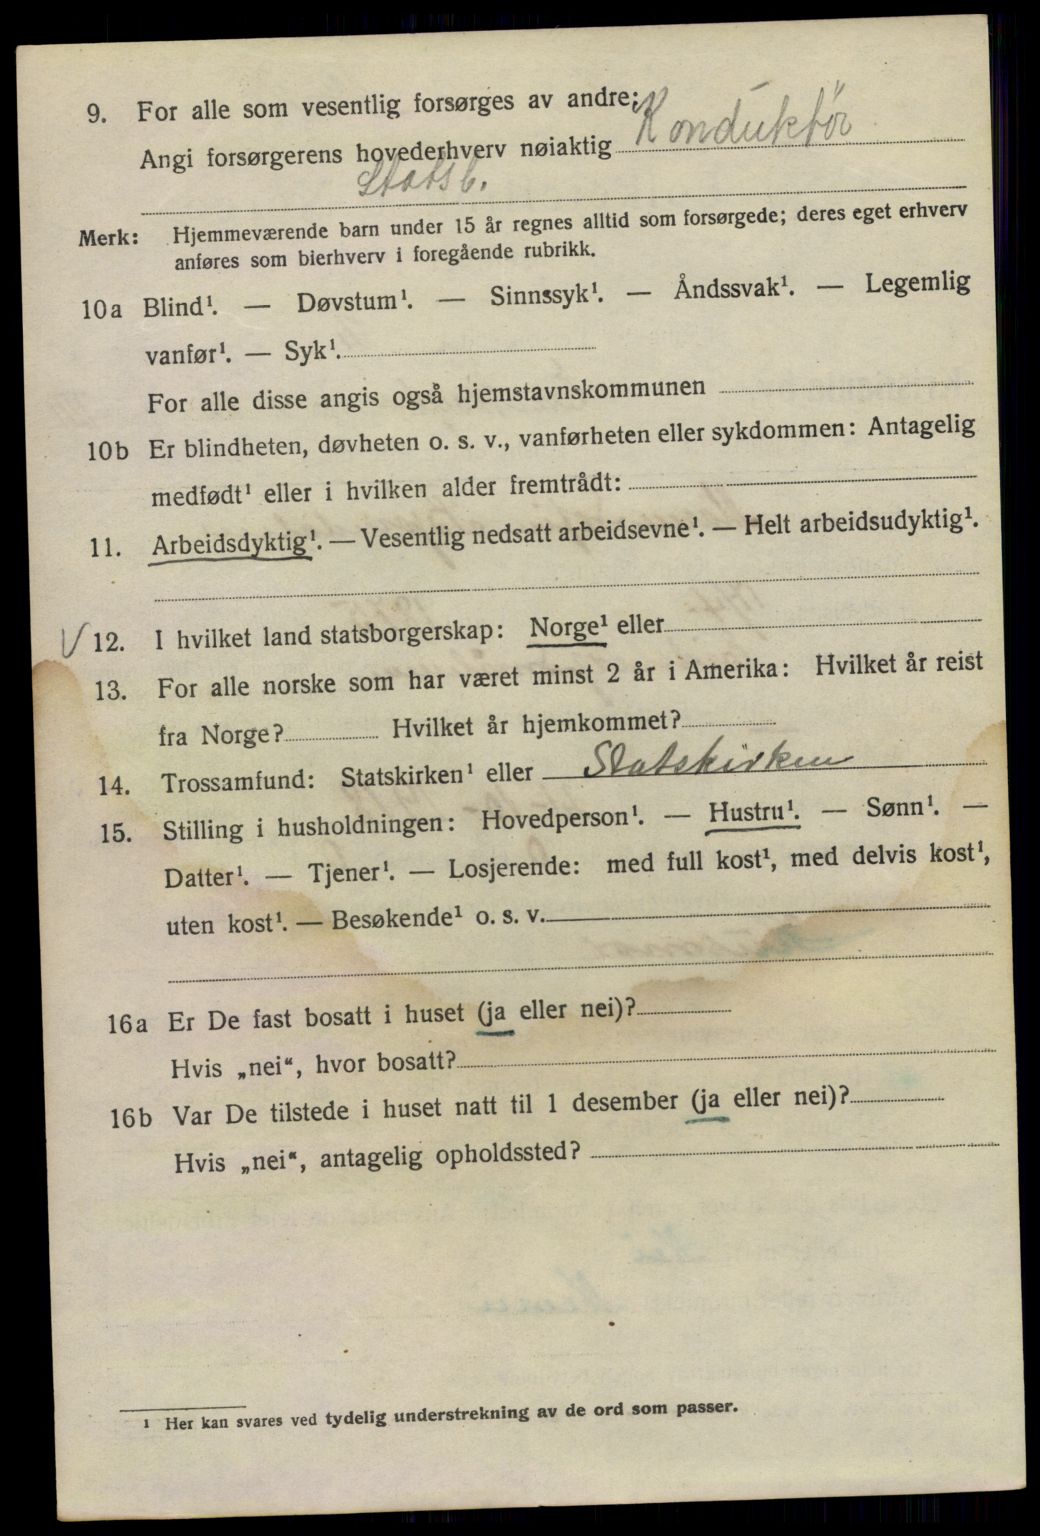 9. For alle som vesentlig forsørges av andre:
Angi forsørgerens hovederhverv nøiaktig Konduktör
Statsb.
Merk: Hjemmeværende barn under 15 år regnes alltid som forsørgede; deres eget erhverv
anføres som bierhverv i foregående rubrikk.
10a Blind¹. — Døvstum¹. — Sinnssyk¹. — Åndssvak¹. — Legemlig
vanfør¹. — Syk¹.
For alle disse angis også hjemstavnskommunen
10b Er blindheten, døvheten o. s. v., vanførheten eller sykdommen: Antagelig
medfødt¹ eller i hvilken alder fremtrådt:
11. Arbeidsdyktig¹. — Vesentlig nedsatt arbeidsevne¹. — Helt arbeidsudyktig¹.
V 12. I hvilket land statsborgerskap: Norge¹ eller
13. For alle norske som har været minst 2 år i Amerika: Hvilket år reist
fra Norge? Hvilket år hjemkommet?
14. Trossamfund: Statskirken¹ eller Statskirken
15. Stilling i husholdningen: Hovedperson¹. — Hustru¹. — Sønn¹. —
Datter¹. — Tjener¹. — Losjerende: med full kost¹, med delvis kost¹,
uten kost¹. — Besøkende¹ o. s. v.
16a Er De fast bosatt i huset (ja eller nei)?
Hvis „nei“, hvor bosatt?
16b Var De tilstede i huset natt til 1 desember (ja eller nei)?
Hvis „nei“, antagelig opholdssted?
¹ Her kan svares ved tydelig understrekning av de ord som passer.